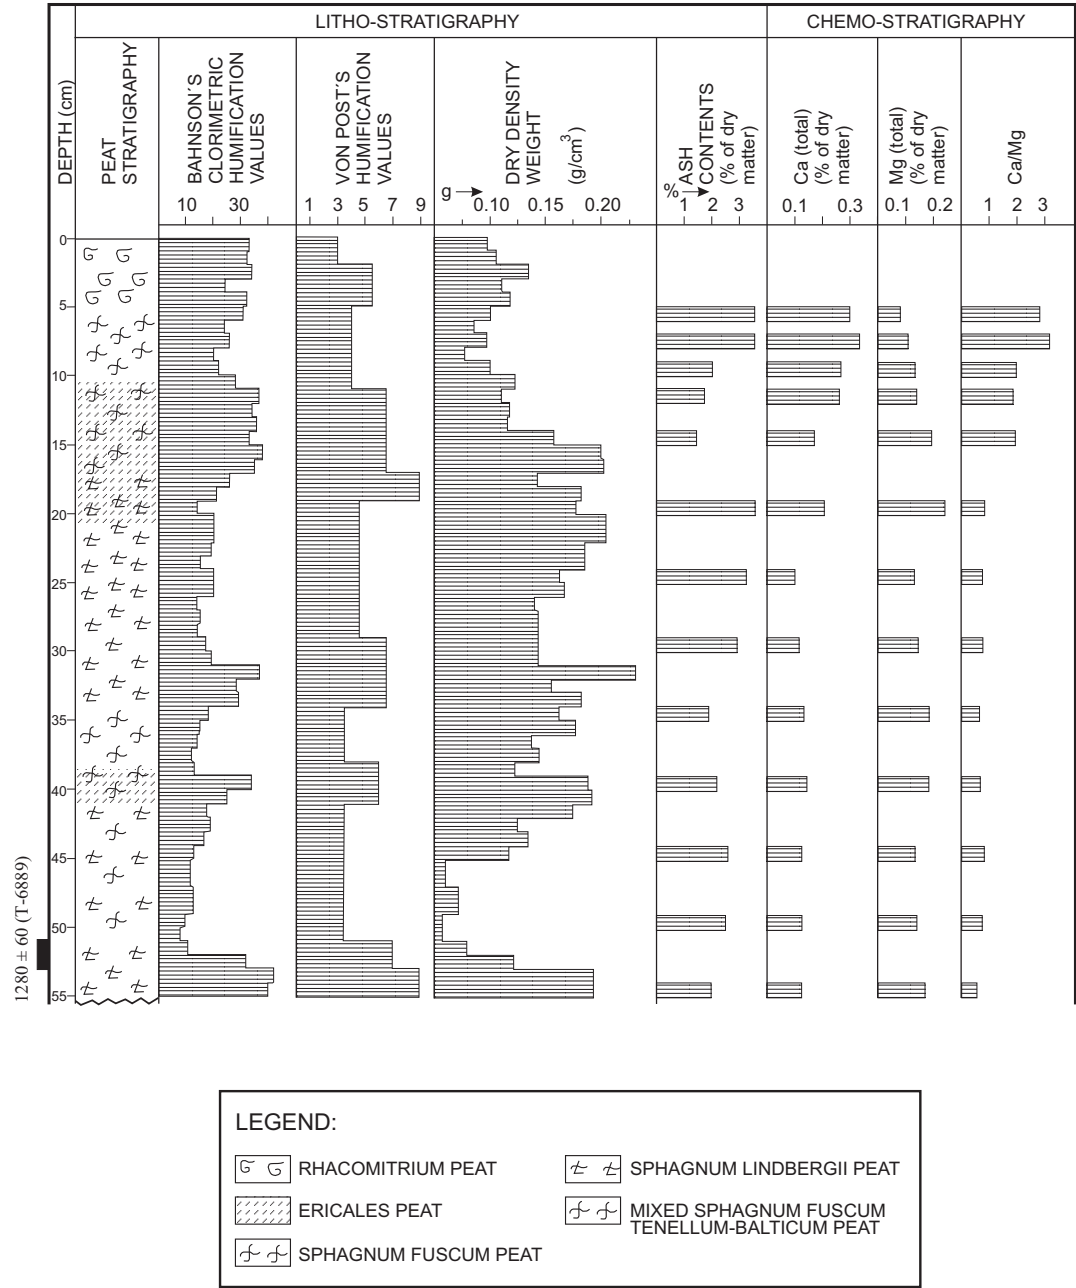 LITHO-STRATIGRAPHY
CHEMO-STRATIGRAPHY
DEPTH (cm)
PEAT
STRATIGRAPHY
BAHNSON´S
CLORIMETRIC
HUMIFICATION
VALUES
VON POST´S
HUMIFICATION
VALUES
DRY DENSITY
WEIGHT
(g/cm3)
ASH
CONTENTS
(% of dry
matter)
Ca (total)
(% of dry
matter)
Mg (total)
(% of dry
matter)
Ca/Mg
g →
% →
10 30
1 3 5 7 9
0.10 0.15 0.20
1 2 3
0.1 0.3
0.1 0.2
1 2 3
0
5
10
15
20
25
30
35
40
45
50
55
1280 ± 60 (T-6889)
LEGEND:
RHACOMITRIUM PEAT
ERICALES PEAT
SPHAGNUM FUSCUM PEAT
SPHAGNUM LINDBERGII PEAT
MIXED SPHAGNUM FUSCUM
TENELLUM-BALTICUM PEAT